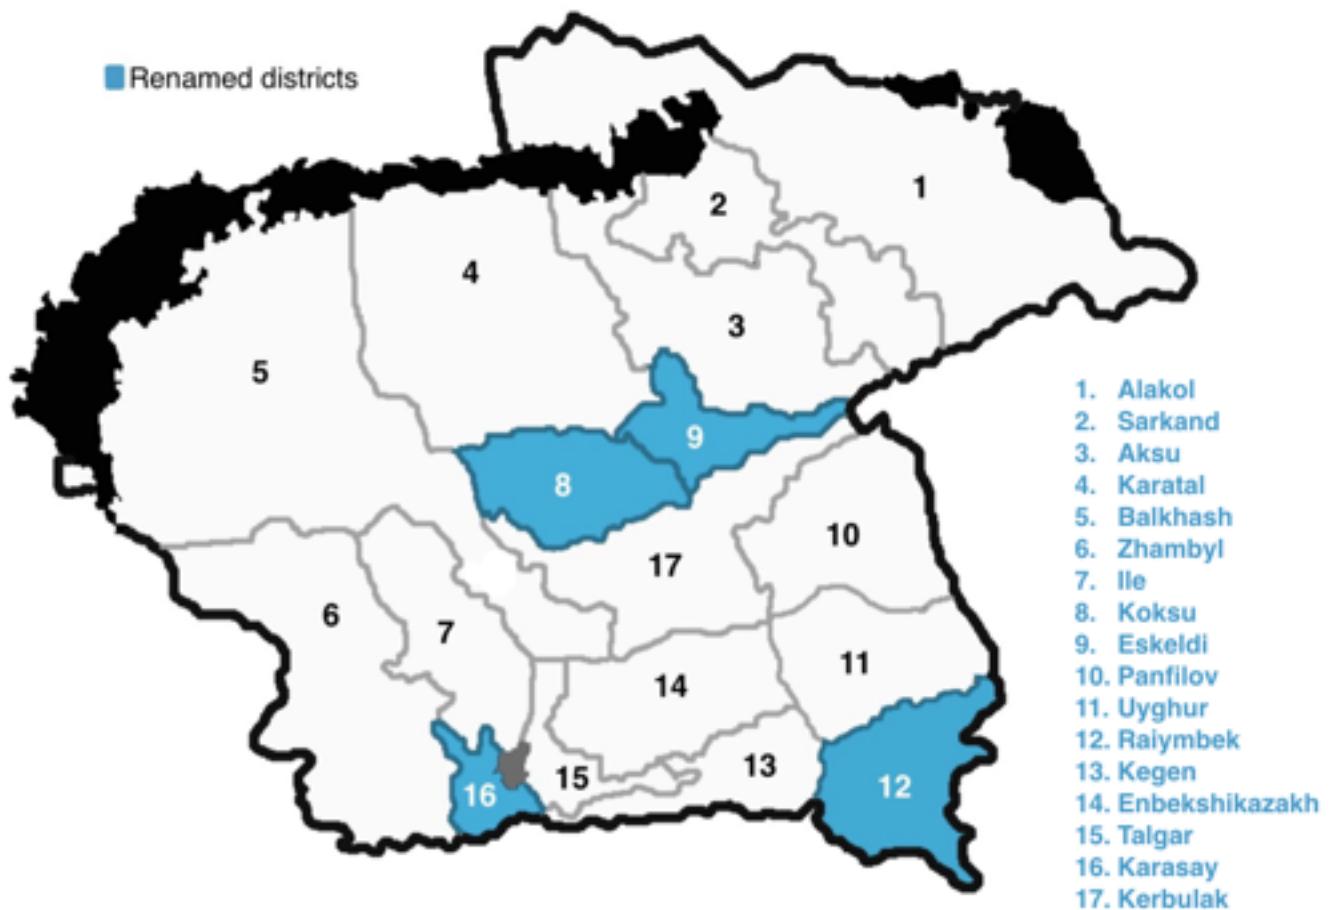 Renamed districts
1
2
4
3
5
9
8
10
17
6
7
11
14
13
15
12
16
1. Alakol
2. Sarkand
3. Aksu
4. Karatal
5. Balkhash
6. Zhambyl
7. Ile
8. Koksu
9. Eskeldi
10. Panfilov
11. Uyghur
12. Raiymbek
13. Kegen
14. Enbekshikazakh
15. Talgar
16. Karasay
17. Kerbulak